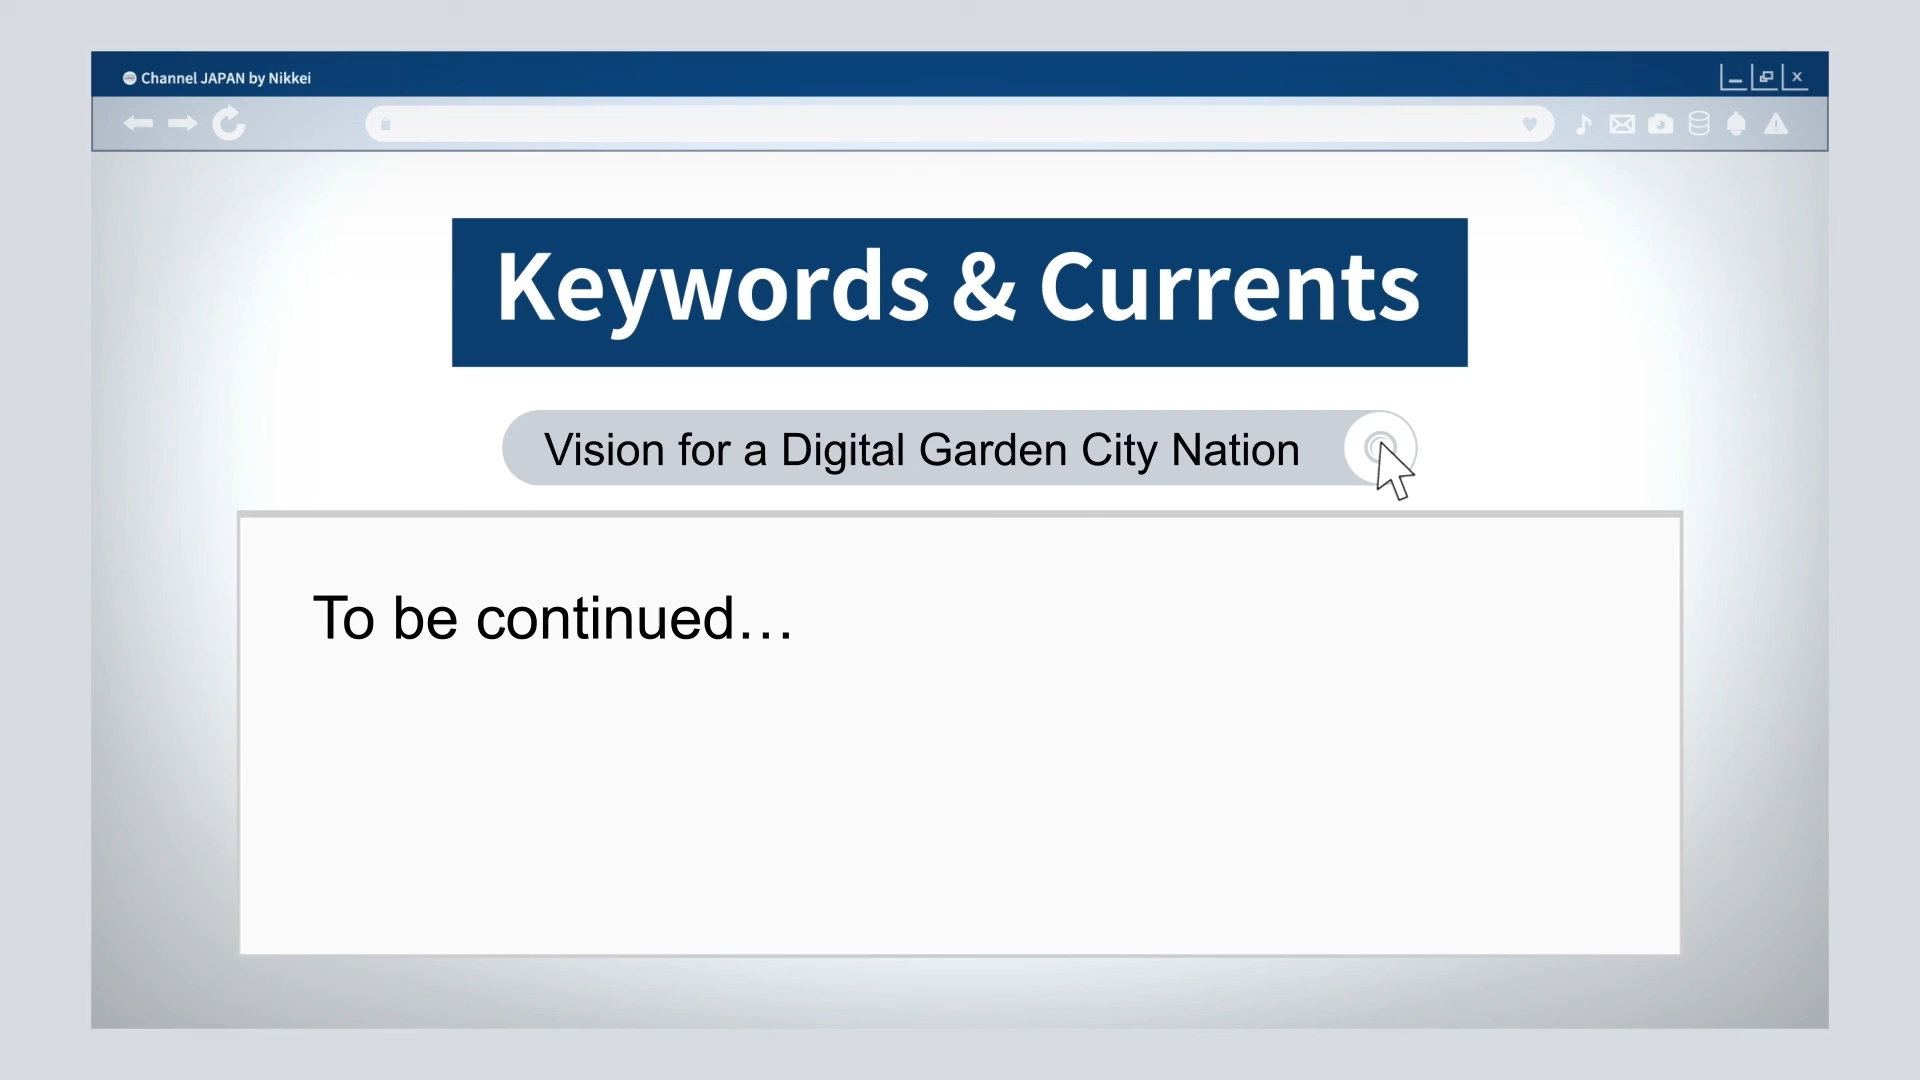 Channel JAPAN by Nikkei
Keywords & Currents
Vision for a Digital Garden City Nation
To be continued…